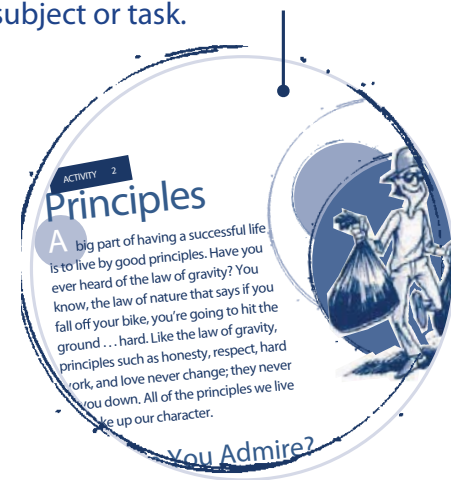 subject or task.
ACTIVITY 2
Principles
A big part of having a successful life
is to live by good principles. Have you
ever heard of the law of gravity? You
know, the law of nature that says if you
fall off your bike, you're going to hit the
ground . . . hard. Like the law of gravity,
principles such as honesty, respect, hard
work, and love never change; they never
you down. All of the principles we live
up our character.
You Admire?